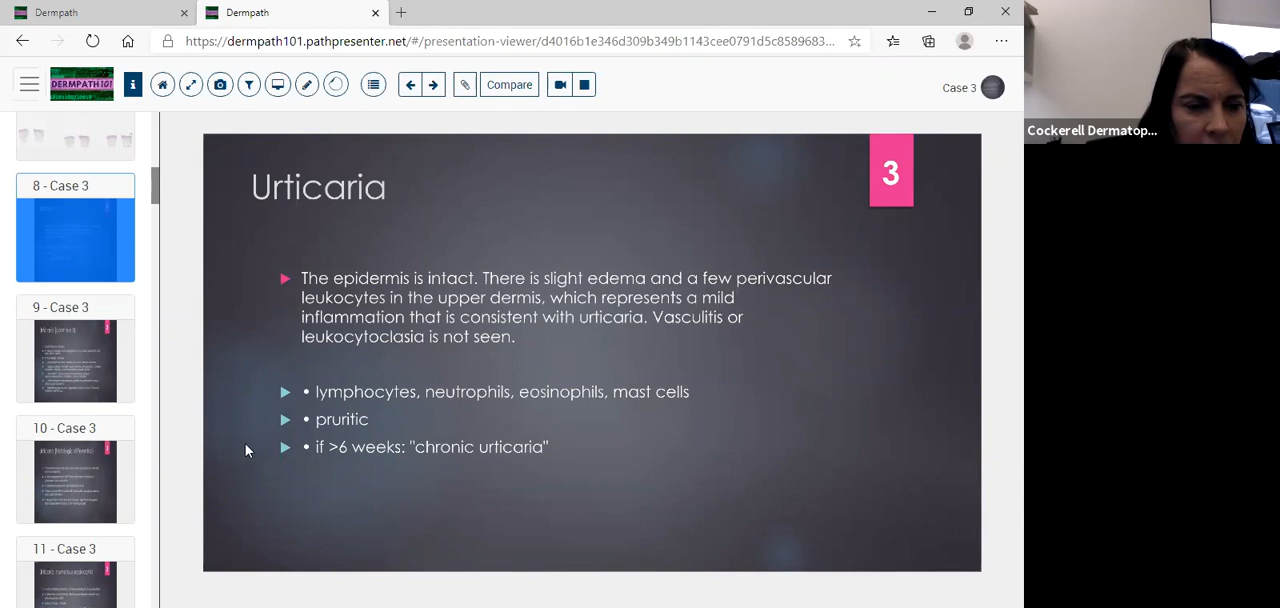 Dermpath
Dermpath
https://dermpath101.pathpresenter.net/#/presentation-viewer/d4016b1e346d309b349b1143cee0791d5c8589683...
DERMPATH101
Compare
Case 3
Cockerell Dermatop...
8 - Case 3
9 - Case 3
10 - Case 3
11 - Case 3
3
Urticaria
The epidermis is intact. There is slight edema and a few perivascular
leukocytes in the upper dermis, which represents a mild
inflammation that is consistent with urticaria. Vasculitis or
leukocytoclasia is not seen.
• lymphocytes, neutrophils, eosinophils, mast cells
• pruritic
• if >6 weeks: "chronic urticaria"